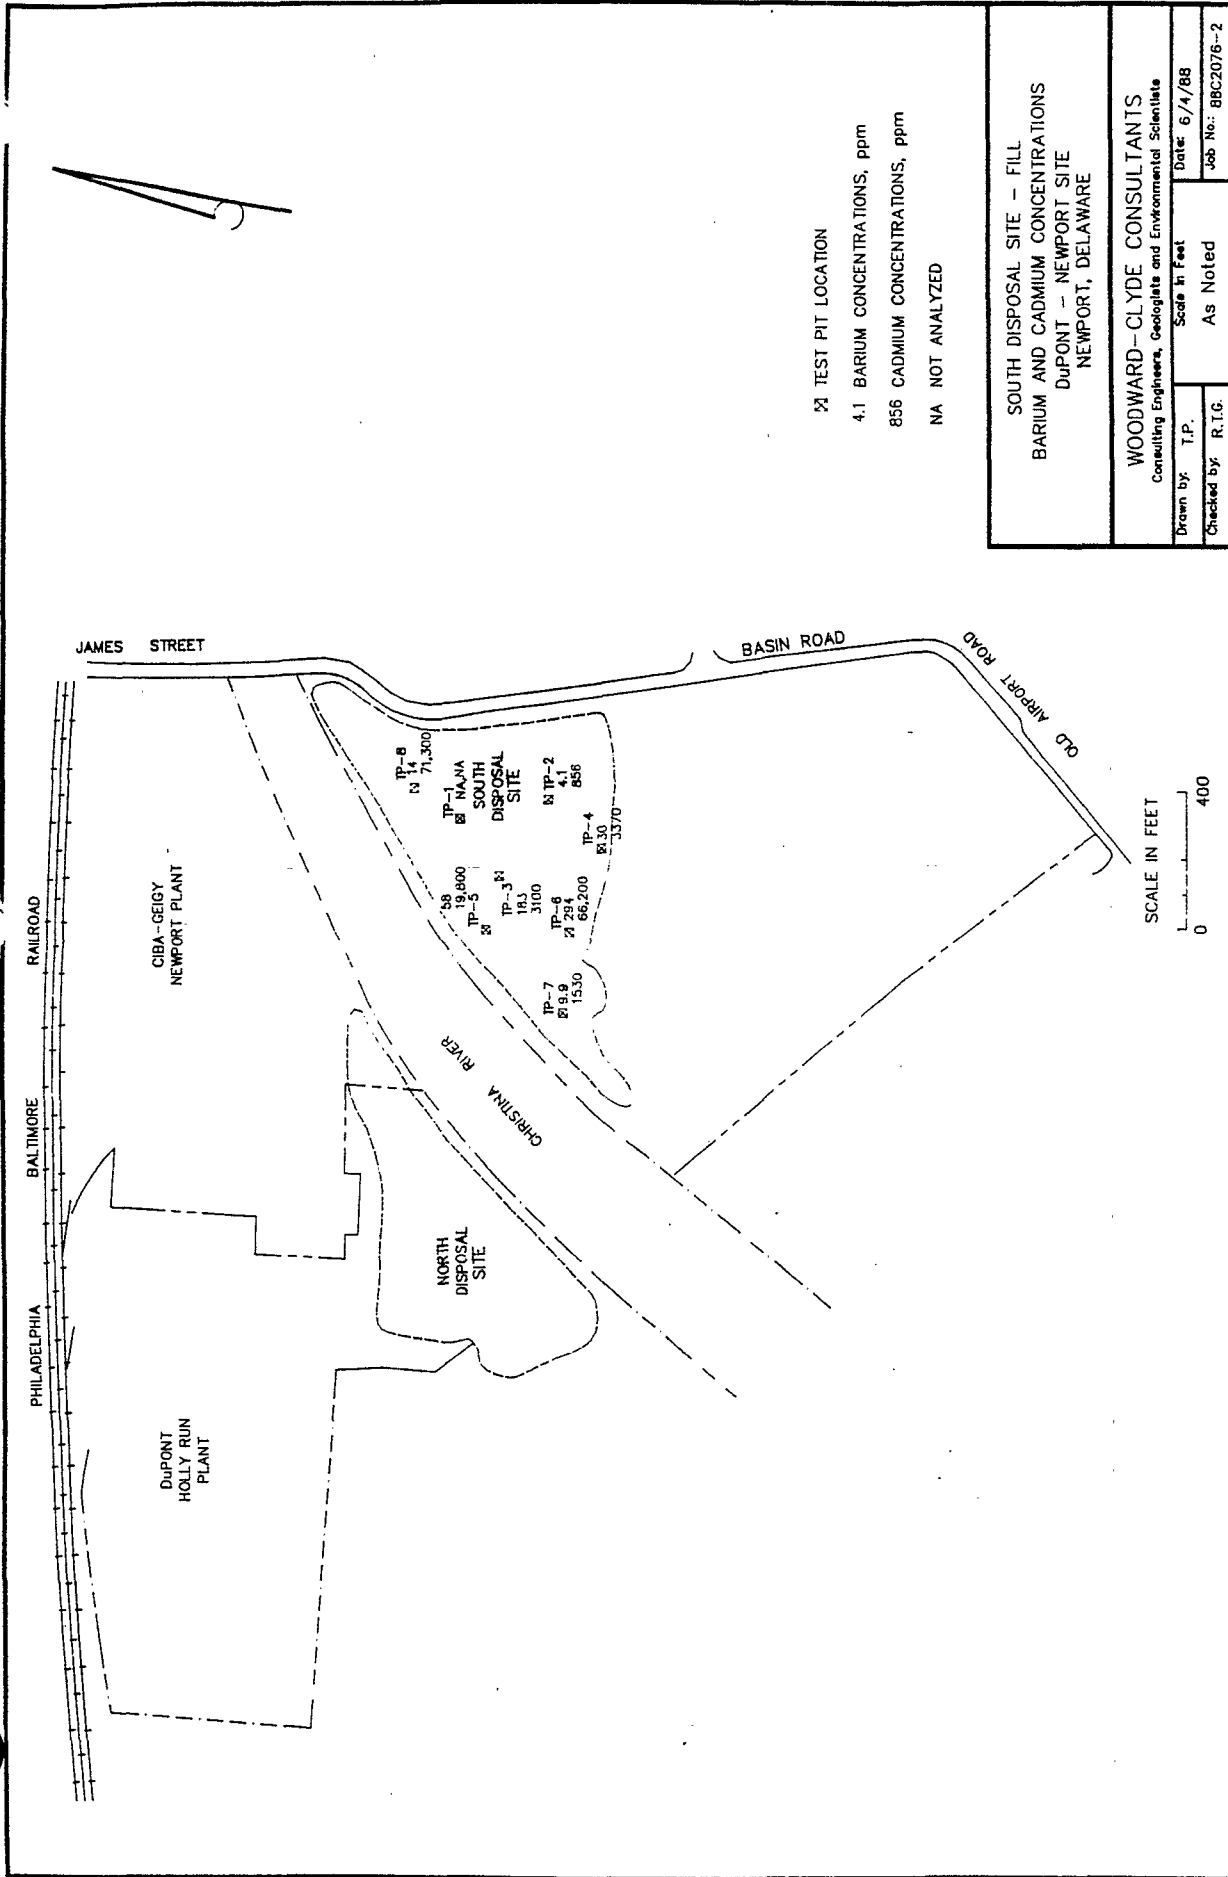 PHILADELPHIA BALTIMORE RAILROAD
JAMES STREET
CIBA-GEIGY
NEWPORT PLANT
DuPONT
HOLLY RUN
PLANT
NORTH
DISPOSAL
SITE
CHRISTINA RIVER
TP-8
14
71,300
TP-1
NA,NA
SOUTH
DISPOSAL
SITE
58
19,800
TP-5
TP-3
18.3
3100
TP-2
4.1
856
TP-4
30
3370
TP-6
294
66,200
TP-7
9.9
1530
BASIN ROAD
OLD AIRPORT ROAD
SCALE IN FEET
0 400
TEST PIT LOCATION
4.1 BARIUM CONCENTRATIONS, ppm
856 CADMIUM CONCENTRATIONS, ppm
NA NOT ANALYZED
SOUTH DISPOSAL SITE - FILL
BARIUM AND CADMIUM CONCENTRATIONS
DuPONT - NEWPORT SITE
NEWPORT, DELAWARE
WOODWARD-CLYDE CONSULTANTS
Consulting Engineers, Geologists and Environmental Scientists
Drawn by: T.P.
Scale in Feet
Date: 6/4/88
Checked by: R.T.G.
As Noted
Job No.: 88C2076-2